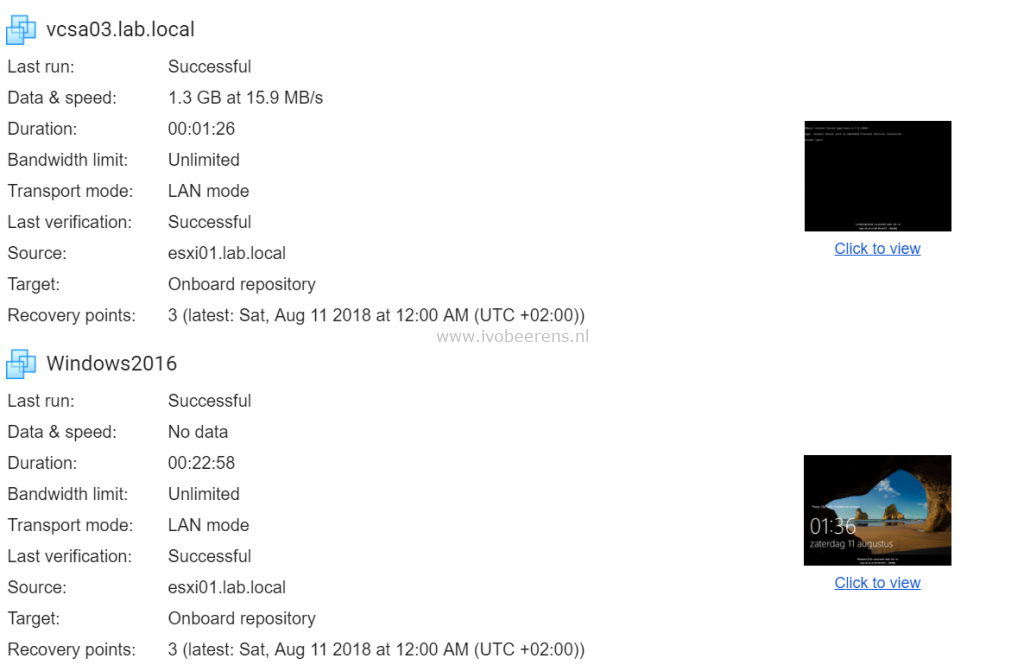 vcsa03.lab.local
Last run: Successful
Data & speed: 1.3 GB at 15.9 MB/s
Duration: 00:01:26
Bandwidth limit: Unlimited
Transport mode: LAN mode
Last verification: Successful
Source: esxi01.lab.local
Target: Onboard repository
Recovery points: 3 (latest: Sat, Aug 11 2018 at 12:00 AM (UTC +02:00))
Click to view
www.ivobeerens.nl
Windows2016
Last run: Successful
Data & speed: No data
Duration: 00:22:58
Bandwidth limit: Unlimited
Transport mode: LAN mode
Last verification: Successful
Source: esxi01.lab.local
Target: Onboard repository
Recovery points: 3 (latest: Sat, Aug 11 2018 at 12:00 AM (UTC +02:00))
01:36
zaterdag 11 augustus
Click to view